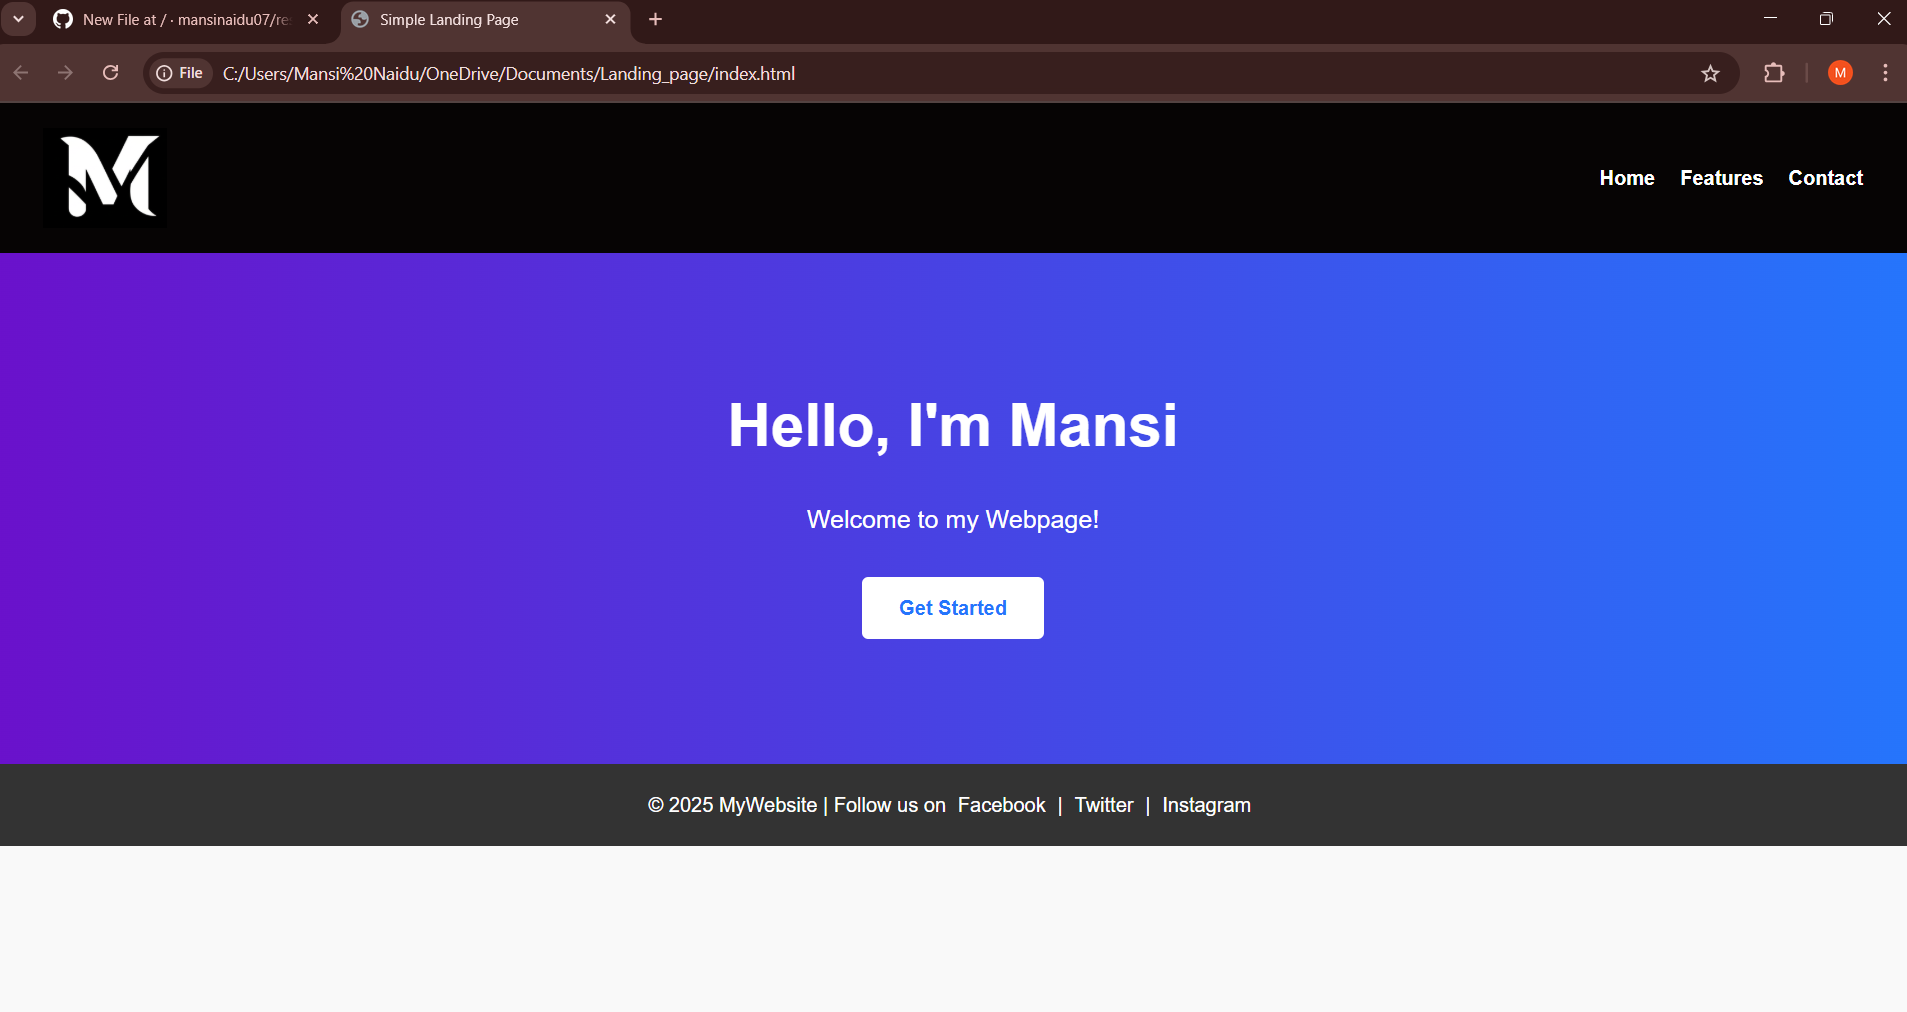 New File at / · mansinaidu07/re
Simple Landing Page
File C:/Users/Mansi%20Naidu/OneDrive/Documents/Landing_page/index.html
M
M
Home Features Contact
Hello, I'm Mansi
Welcome to my Webpage!
Get Started
© 2025 MyWebsite | Follow us on Facebook | Twitter | Instagram